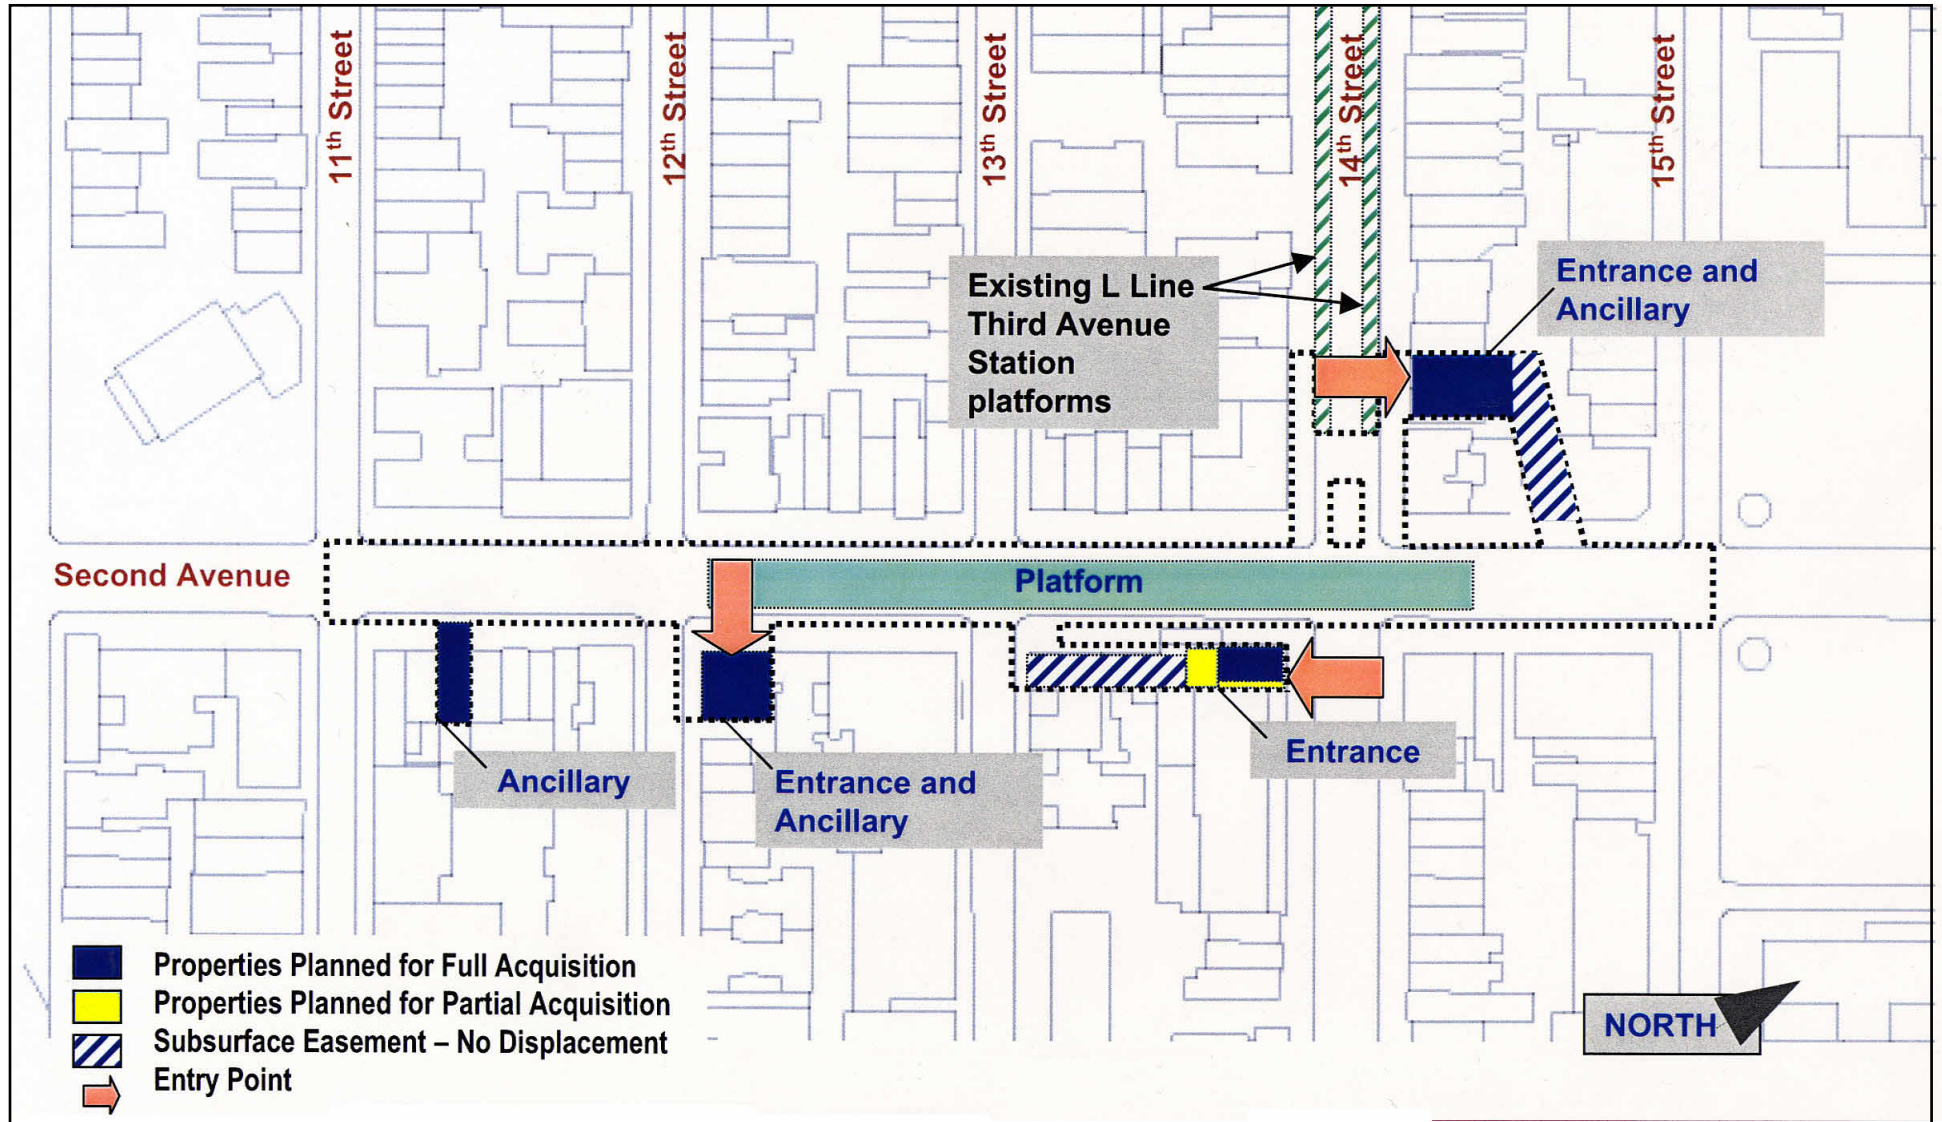 11th Street
12th Street
13th Street
14th Street
15th Street
Existing L Line
Third Avenue
Station
platforms
Entrance and
Ancillary
Second Avenue
Platform
Ancillary
Entrance and
Ancillary
Entrance
Properties Planned for Full Acquisition
Properties Planned for Partial Acquisition
Subsurface Easement – No Displacement
Entry Point
NORTH